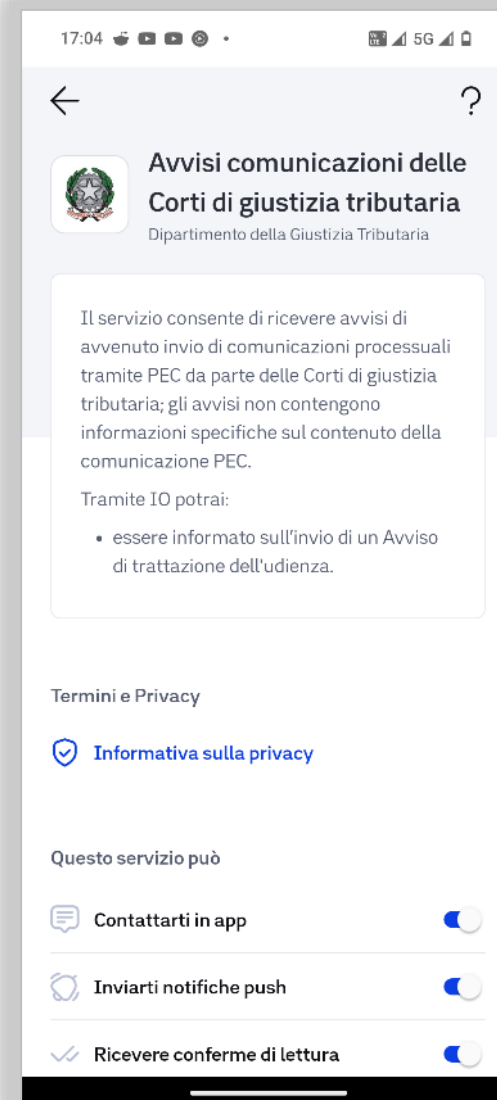 17:04
5G
?
Avvisi comunicazioni delle
Corti di giustizia tributaria
Dipartimento della Giustizia Tributaria
Il servizio consente di ricevere avvisi di
avvenuto invio di comunicazioni processuali
tramite PEC da parte delle Corti di giustizia
tributaria; gli avvisi non contengono
informazioni specifiche sul contenuto della
comunicazione PEC.
Tramite IO potrai:
• essere informato sull'invio di un Avviso
di trattazione dell'udienza.
Termini e Privacy
Informativa sulla privacy
Questo servizio può
Contattarti in app
Inviarti notifiche push
Ricevere conferme di lettura